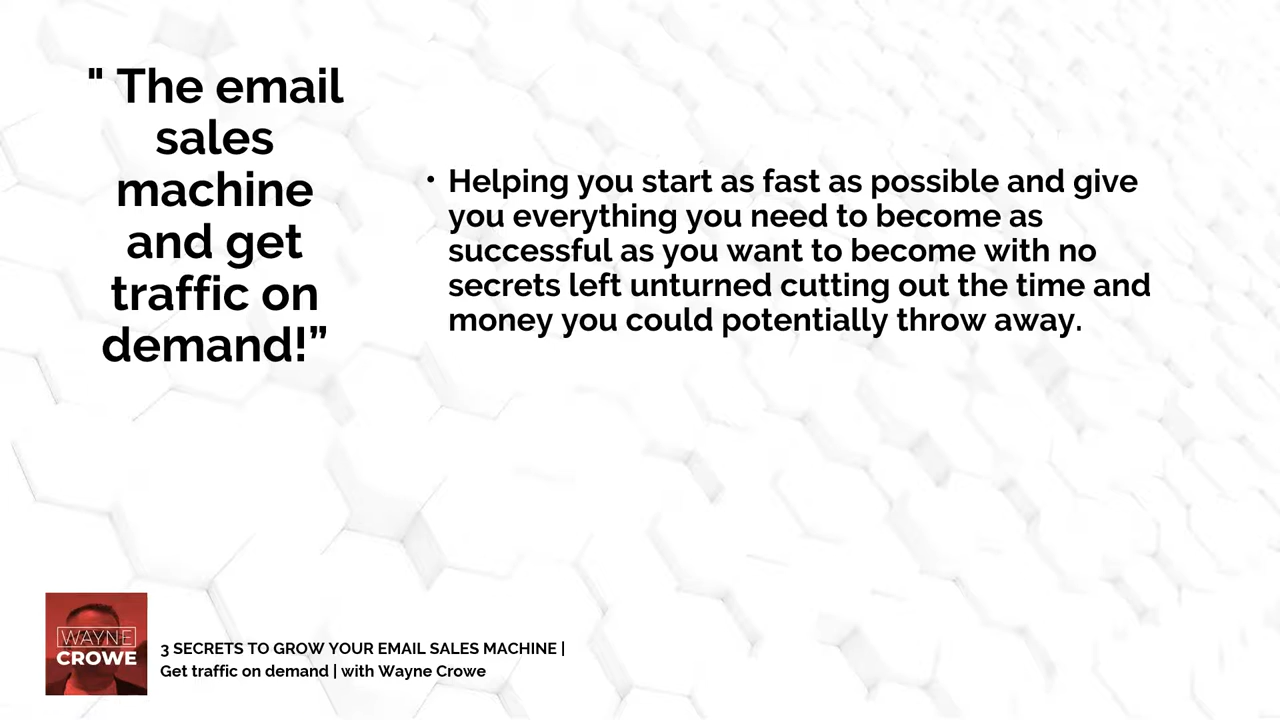 " The email
sales
machine
and get
traffic on
demand!”
• Helping you start as fast as possible and give
you everything you need to become as
successful as you want to become with no
secrets left unturned cutting out the time and
money you could potentially throw away.
WAYNE
CROWE
3 SECRETS TO GROW YOUR EMAIL SALES MACHINE |
Get traffic on demand | with Wayne Crowe